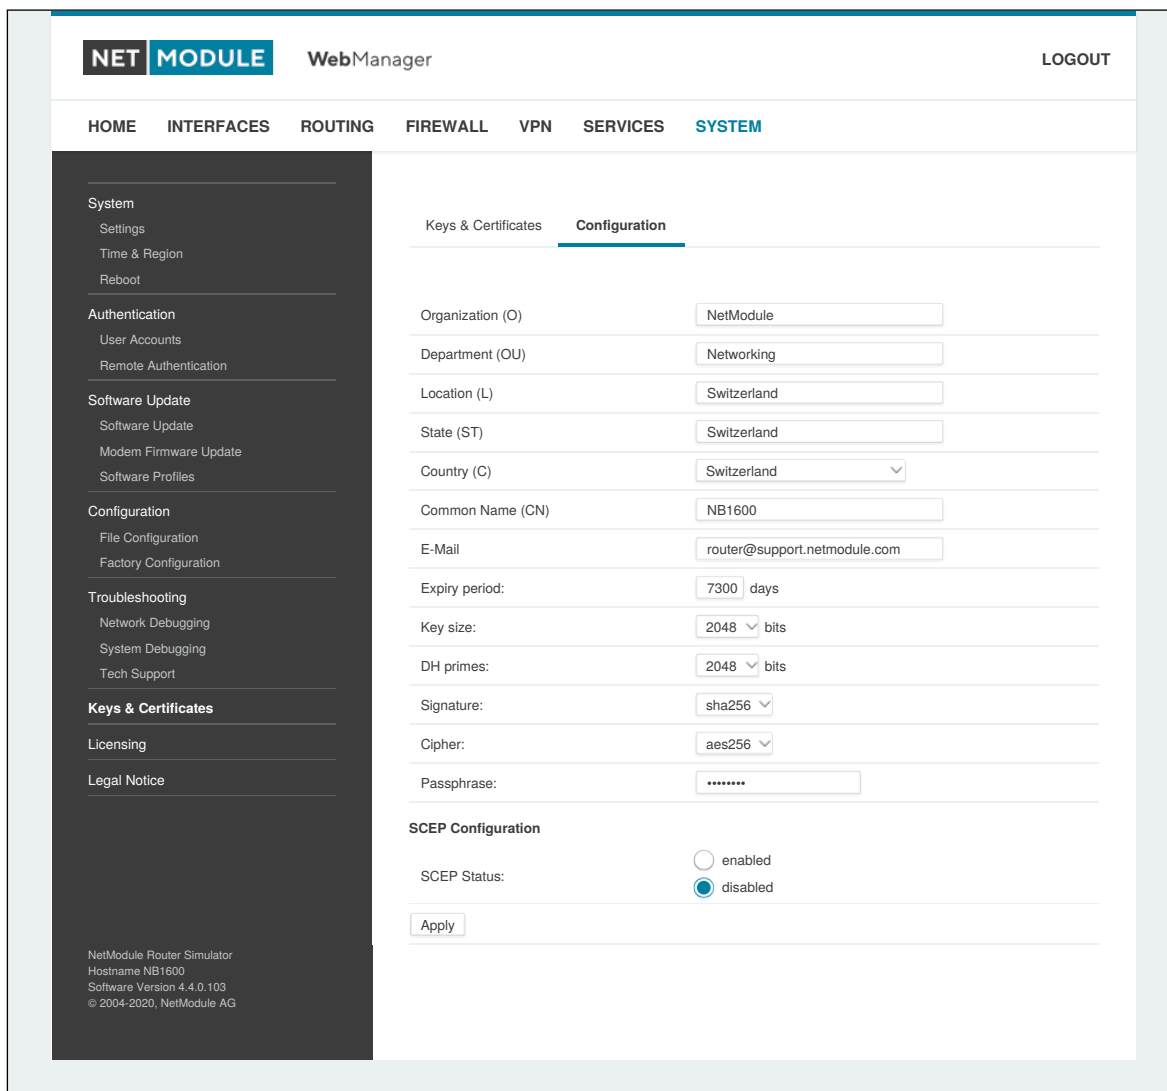 NET MODULE WebManager LOGOUT
HOME INTERFACES ROUTING FIREWALL VPN SERVICES SYSTEM
System
Settings
Time & Region
Reboot
Authentication
User Accounts
Remote Authentication
Software Update
Software Update
Modem Firmware Update
Software Profiles
Configuration
File Configuration
Factory Configuration
Troubleshooting
Network Debugging
System Debugging
Tech Support
Keys & Certificates
Licensing
Legal Notice
NetModule Router Simulator
Hostname NB1600
Software Version 4.4.0.103
© 2004-2020, NetModule AG
Keys & Certificates Configuration
Organization (O) NetModule
Department (OU) Networking
Location (L) Switzerland
State (ST) Switzerland
Country (C) Switzerland
Common Name (CN) NB1600
E-Mail router@support.netmodule.com
Expiry period: 7300 days
Key size: 2048 bits
DH primes: 2048 bits
Signature: sha256
Cipher: aes256
Passphrase: ••••••••
SCEP Configuration
SCEP Status: enabled
disabled
Apply